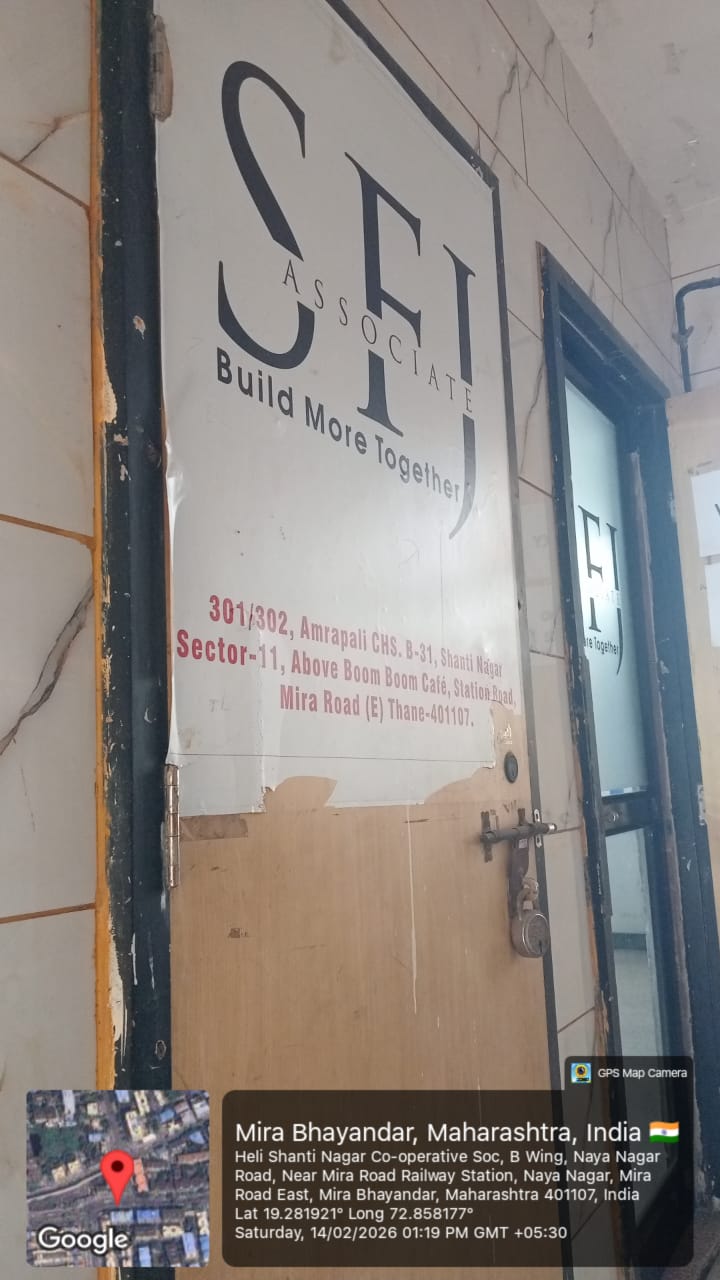 SFJ
ASSOCIATE
Build More Together
301/302, Amrapali CHS. B-31, Shanti Nagar
Sector-11, Above Boom Boom Café, Station Road,
Mira Road (E) Thane-401107.
FJ
re Together
GPS Map Camera
Mira Bhayandar, Maharashtra, India
Heli Shanti Nagar Co-operative Soc, B Wing, Naya Nagar
Road, Near Mira Road Railway Station, Naya Nagar, Mira
Road East, Mira Bhayandar, Maharashtra 401107, India
Lat 19.281921° Long 72.858177°
Saturday, 14/02/2026 01:19 PM GMT +05:30
Google